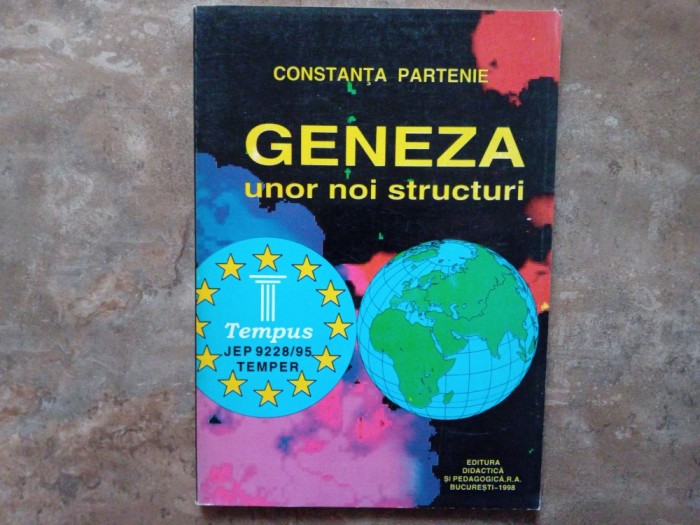 CONSTANȚA PARTENIE
GENEZA
unor noi structuri
Tempus
JEP 9228/95
TEMPER
EDITURA
DIDACTICĂ
ȘI PEDAGOGICĂ,R.A.
BUCUREȘTI-1998